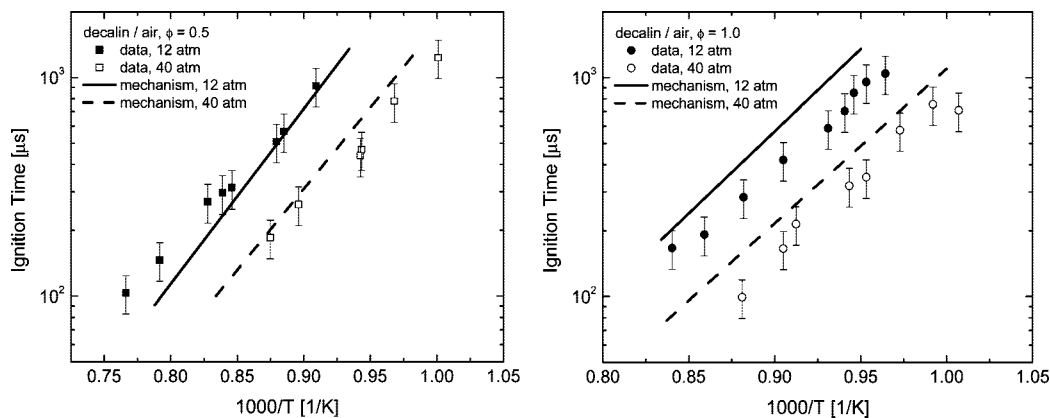 decalin / air, ϕ = 0.5
data, 12 atm
data, 40 atm
mechanism, 12 atm
mechanism, 40 atm
10³
10²
Ignition Time [µs]
0.75 0.80 0.85 0.90 0.95 1.00 1.05
1000/T [1/K]
decalin / air, ϕ = 1.0
data, 12 atm
data, 40 atm
mechanism, 12 atm
mechanism, 40 atm
10³
10²
Ignition Time [µs]
0.80 0.85 0.90 0.95 1.00 1.05
1000/T [1/K]